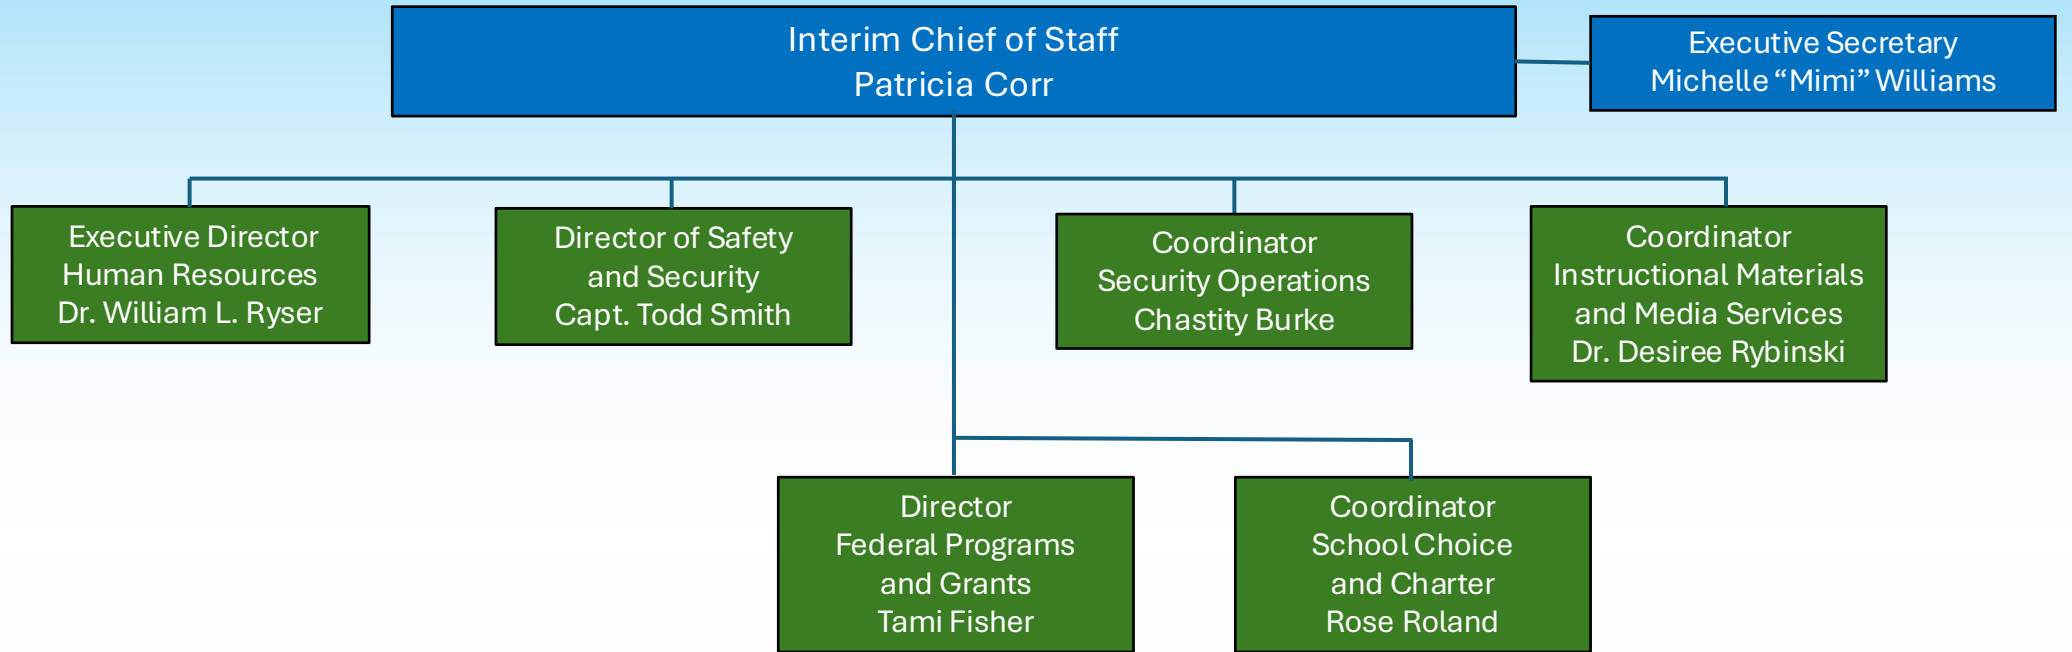 Interim Chief of Staff
Patricia Corr
Executive Secretary
Michelle “Mimi” Williams
Executive Director
Human Resources
Dr. William L. Ryser
Director of Safety
and Security
Capt. Todd Smith
Coordinator
Security Operations
Chastity Burke
Coordinator
Instructional Materials
and Media Services
Dr. Desiree Rybinski
Director
Federal Programs
and Grants
Tami Fisher
Coordinator
School Choice
and Charter
Rose Roland